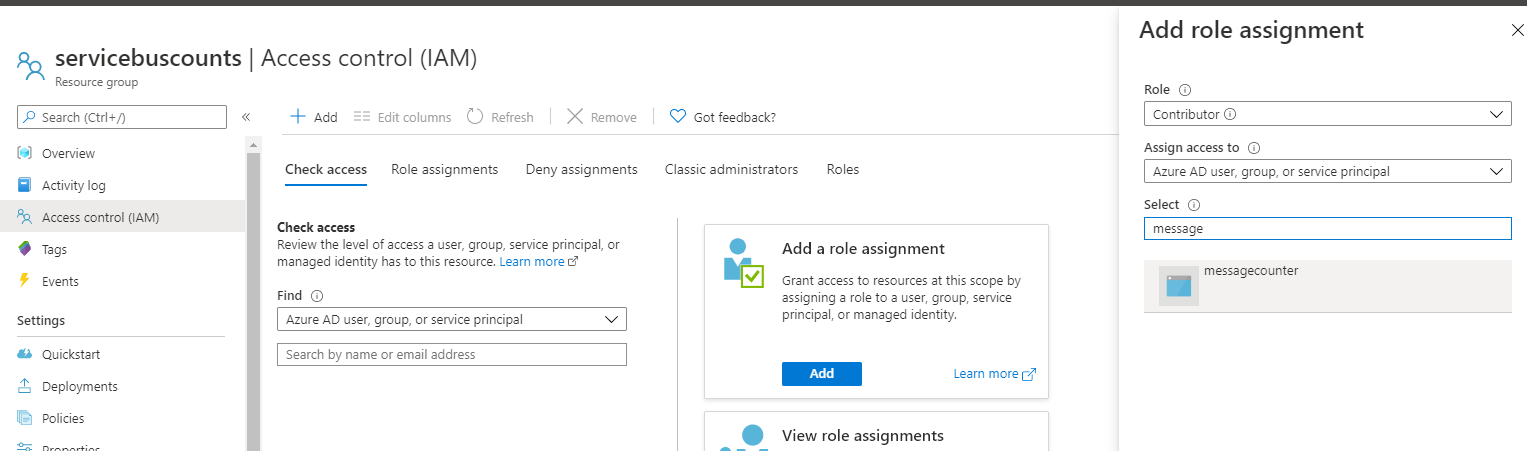 servicebuscounts | Access control (IAM)
Resource group
Search (Ctrl+/)
«
Overview
Activity log
Access control (IAM)
Tags
Events
Settings
Quickstart
Deployments
Policies
Properties
Add
Edit columns
Refresh
Remove
Got feedback?
Check access
Role assignments
Deny assignments
Classic administrators
Roles
Check access
Review the level of access a user, group, service principal, or
managed identity has to this resource. Learn more
Find
Azure AD user, group, or service principal
Search by name or email address
Add a role assignment
Grant access to resources at this scope by
assigning a role to a user, group, service
principal, or managed identity.
Add
Learn more
View role assignments
Add role assignment
Role
Contributor
Assign access to
Azure AD user, group, or service principal
Select
message
messagecounter